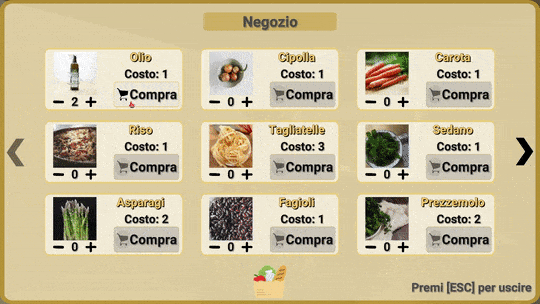 Negozio
Olio
Costo: 1
- 2 + Compra
Cipolla
Costo: 1
- 0 + Compra
Carota
Costo: 1
- 0 + Compra
Riso
Costo: 1
- 0 + Compra
Tagliatelle
Costo: 3
- 0 + Compra
Sedano
Costo: 1
- 0 + Compra
Asparagi
Costo: 2
- 0 + Compra
Fagioli
Costo: 1
- 0 + Compra
Prezzemolo
Costo: 2
- 0 + Compra
Premi [ESC] per uscire